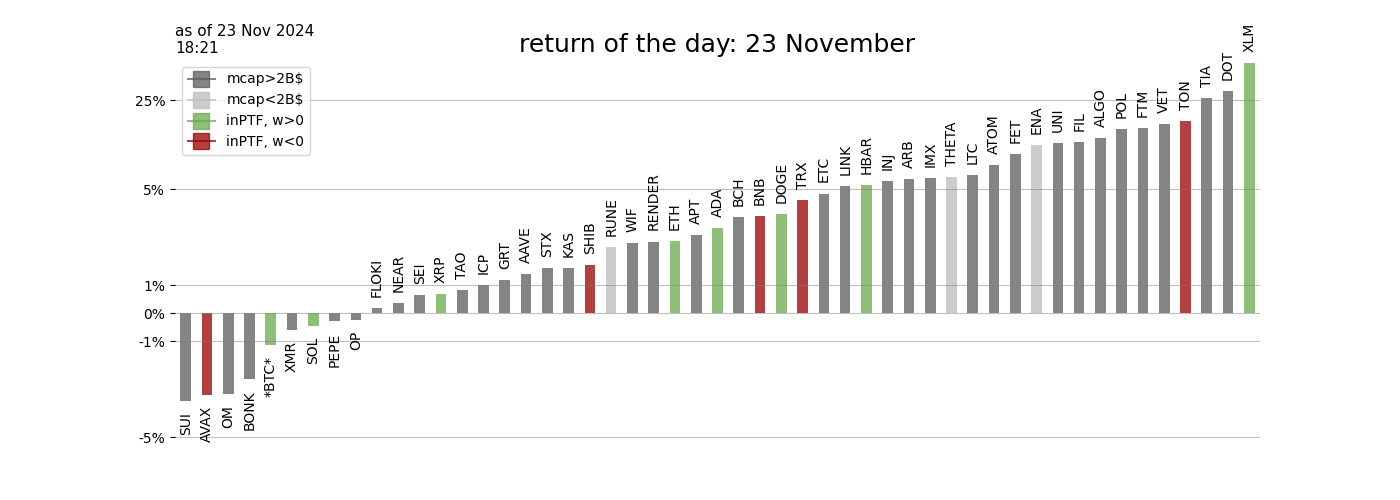 as of 23 Nov 2024
18:21
return of the day: 23 November
mcap>2B$
mcap<2B$
inPTF, w>0
inPTF, w<0
25%
5%
1%
0%
-1%
-5%
SUI
AVAX
OM
BONK
*BTC*
XMR
SOL
PEPE
OP
FLOKI
NEAR
SEI
XRP
TAO
ICP
GRT
AAVE
STX
KAS
SHIB
RUNE
WIF
RENDER
ETH
APT
ADA
BCH
BNB
DOGE
TRX
ETC
LINK
HBAR
INJ
ARB
IMX
THETA
LTC
ATOM
FET
ENA
UNI
FIL
ALGO
POL
FTM
VET
TON
TIA
DOT
XLM